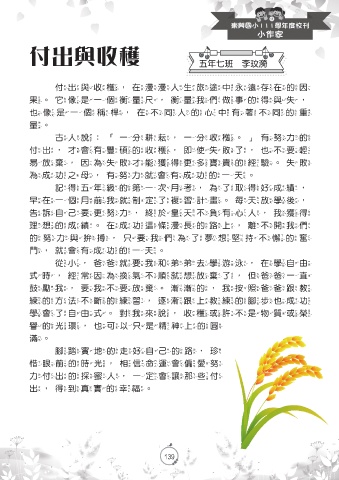 東興國小111學年度校刊
小作家
付出與收穫
五年七班 李玟漪
付出與收穫，在漫漫人生旅途中永遠存在的因
果。它像是一個衡量尺，衡量我們做事的得與失，
也像是一個稱桿，在不同人的心中有著不同的重
量。
古人說：「一分耕耘，一分收穫。」有努力的
付出，才會有豐碩的收穫，即使失敗了，也不要輕
易放棄，因為失敗才能獲得更多寶貴的經驗。失敗
為成功之母，有努力就會有成功的一天。
記得五年級的第一次月考，為了取得好成績，
早在一個月前我就制定了複習計畫。每天放學後，
告訴自己要更努力，終於皇天不負有心人，我獲得
理想的成績。在成功這條漫長的路上，離不開我們
的努力與拚搏，只要我們為了夢想堅持不懈的奮
鬥，就會有成功的一天。
從小，爸爸就要我和弟弟去學游泳，在學自由
式時，經常因為換氣不順就想放棄了，但爸爸一直
鼓勵我，要我不要放棄。漸漸的，我按照爸爸跟教
練的方法不斷的練習，逐漸跟上教練的腳步也成功
學會了自由式。對我來說，收穫或許不是物質或榮
譽的光環，也可以只是精神上的圓
滿。
腳踏實地的走好自己的路，珍
惜眼前的時光，相信命運會偏愛努
力付出的探密人，一定會讓那些付
出，得到真實的幸福。
139